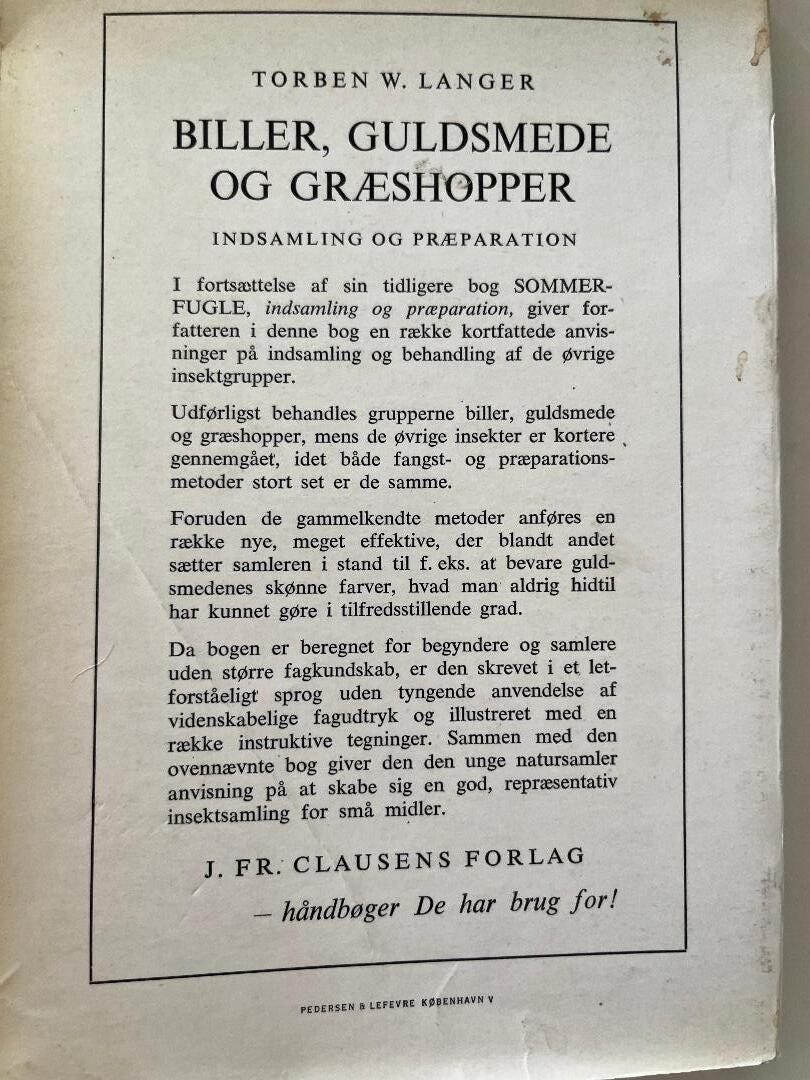 TORBEN W. LANGER
BILLER, GULDSMEDE
OG GRÆSHOPPER
INDSAMLING OG PRÆPARATION
I fortsættelse af sin tidligere bog SOMMER-
FUGLE, indsamling og præparation, giver for-
fatteren i denne bog en række kortfattede anvis-
ninger på indsamling og behandling af de øvrige
insektgrupper.
Udførligst behandles grupperne biller, guldsmede
og græshopper, mens de øvrige insekter er kortere
gennemgået, idet både fangst- og præparations-
metoder stort set er de samme.
Foruden de gammelkendte metoder anføres en
række nye, meget effektive, der blandt andet
sætter samleren i stand til f. eks. at bevare guld-
smedenes skønne farver, hvad man aldrig hidtil
har kunnet gøre i tilfredsstillende grad.
Da bogen er beregnet for begyndere og samlere
uden større fagkundskab, er den skrevet i et let-
forståeligt sprog uden tyngende anvendelse af
videnskabelige fagudtryk og illustreret med en
række instruktive tegninger. Sammen med den
ovennævnte bog giver den den unge natursamler
anvisning på at skabe sig en god, repræsentativ
insektsamling for små midler.
J. FR. CLAUSENS FORLAG
– håndbøger De har brug for!
PEDERSEN & LEFEVRE KØBENHAVN V